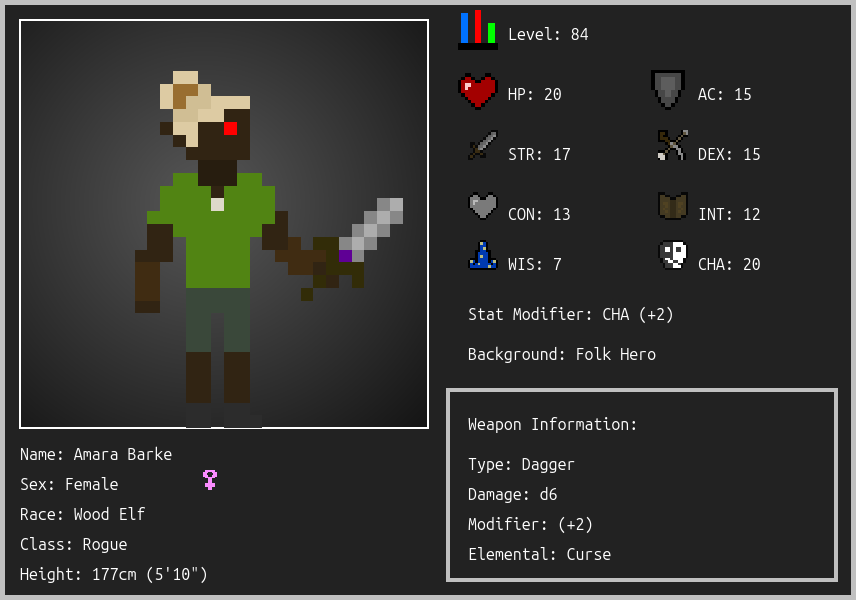 Level: 84
HP: 20
AC: 15
STR: 17
DEX: 15
CON: 13
INT: 12
WIS: 7
CHA: 20
Stat Modifier: CHA (+2)
Background: Folk Hero
Weapon Information:
Type: Dagger
Damage: d6
Modifier: (+2)
Elemental: Curse
Name: Amara Barke
Sex: Female
Race: Wood Elf
Class: Rogue
Height: 177cm (5'10")